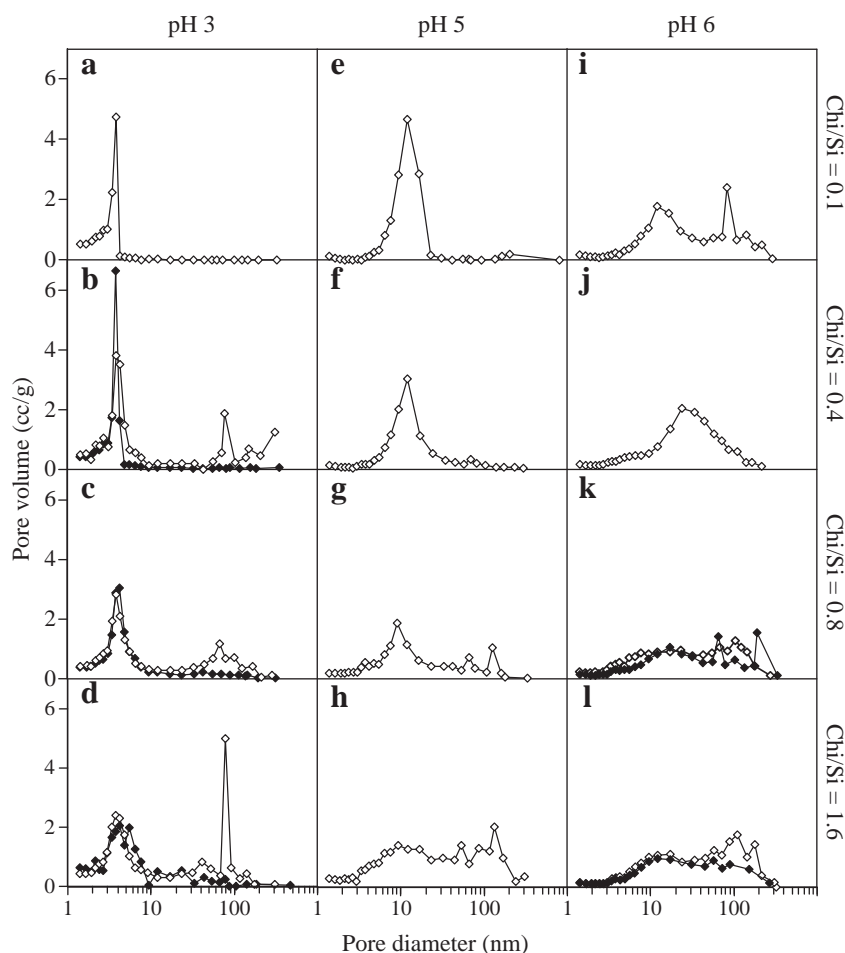 pH 3 pH 5 pH 6
a e i
6
4
2
0
Chi/Si = 0.1
b f j
6
4
2
0
Chi/Si = 0.4
c g k
6
4
2
0
Chi/Si = 0.8
d h l
6
4
2
0
Chi/Si = 1.6
Pore volume (cc/g)
1 10 100 1 10 100 1 10 100
Pore diameter (nm)